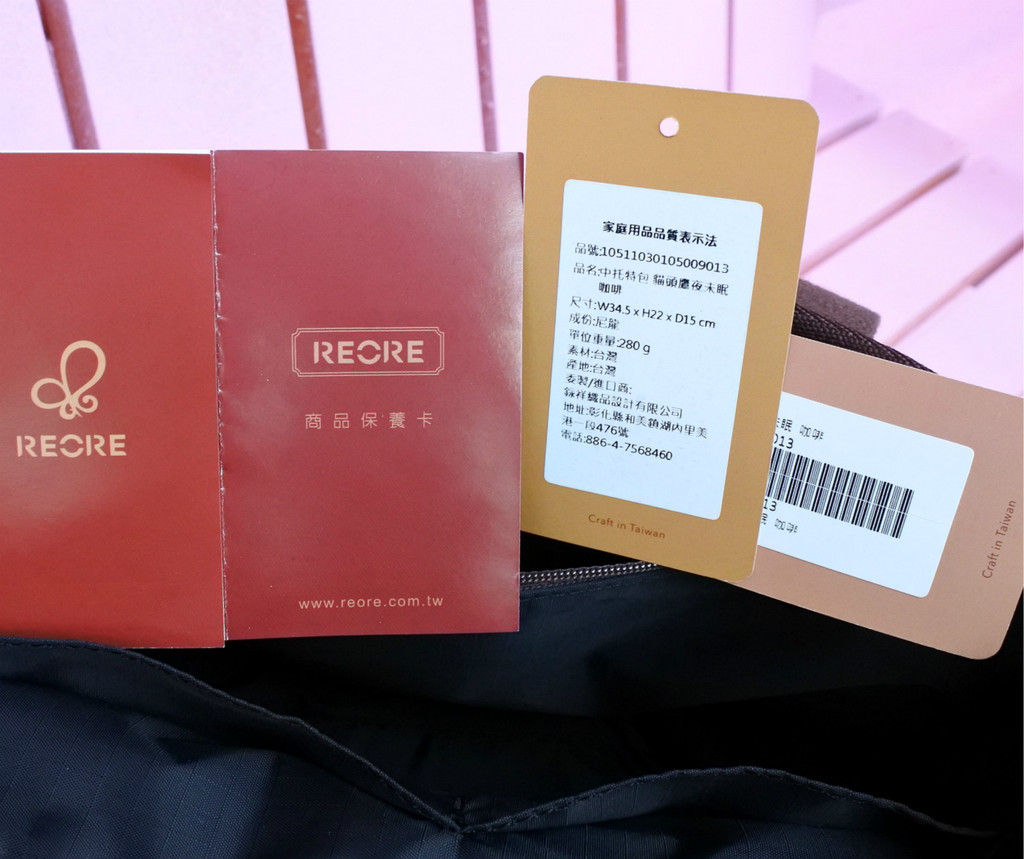 REORE
REORE
商品保養卡
www.reore.com.tw
家庭用品品質表示法
品號:10511030105009013
品名:中托特包 貓頭鷹夜未眠
咖啡
尺寸:W34.5 x H22 x D15 cm
成份:尼龍
單位重量:280 g
素材:台灣
產地:台灣
委製/進口商:
錸祥織品設計有限公司
地址:彰化縣和美鎮湖內里美
港一段476號
電話:886-4-7568460
Craft in Taiwan
眠 咖啡
013
13
眠 咖啡
Craft in Taiwan